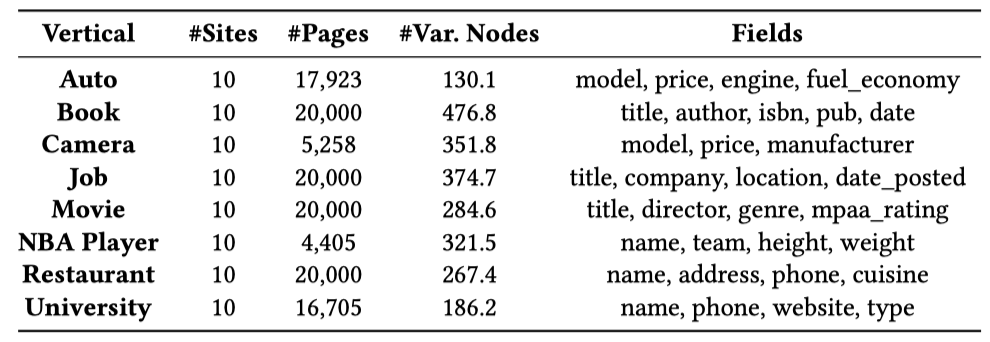 Vertical #Sites #Pages #Var. Nodes Fields
Auto 10 17,923 130.1 model, price, engine, fuel_economy
Book 10 20,000 476.8 title, author, isbn, pub, date
Camera 10 5,258 351.8 model, price, manufacturer
Job 10 20,000 374.7 title, company, location, date_posted
Movie 10 20,000 284.6 title, director, genre, mpaa_rating
NBA Player 10 4,405 321.5 name, team, height, weight
Restaurant 10 20,000 267.4 name, address, phone, cuisine
University 10 16,705 186.2 name, phone, website, type